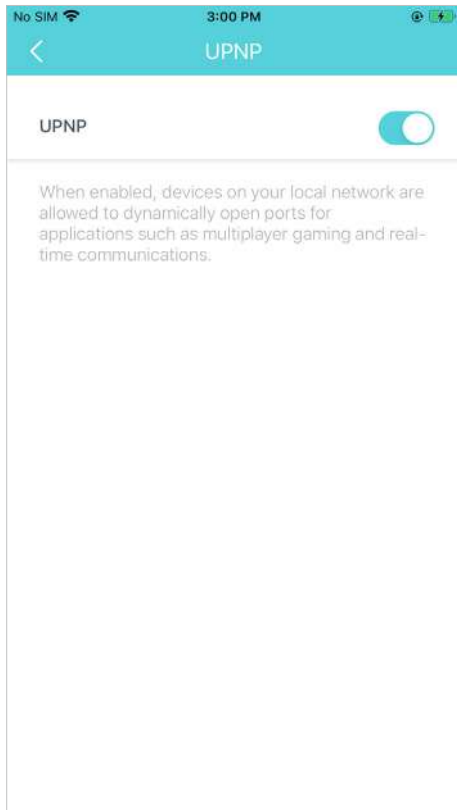 No SIM 3:00 PM
UPNP
UPNP
When enabled, devices on your local network are
allowed to dynamically open ports for
applications such as multiplayer gaming and real-
time communications.